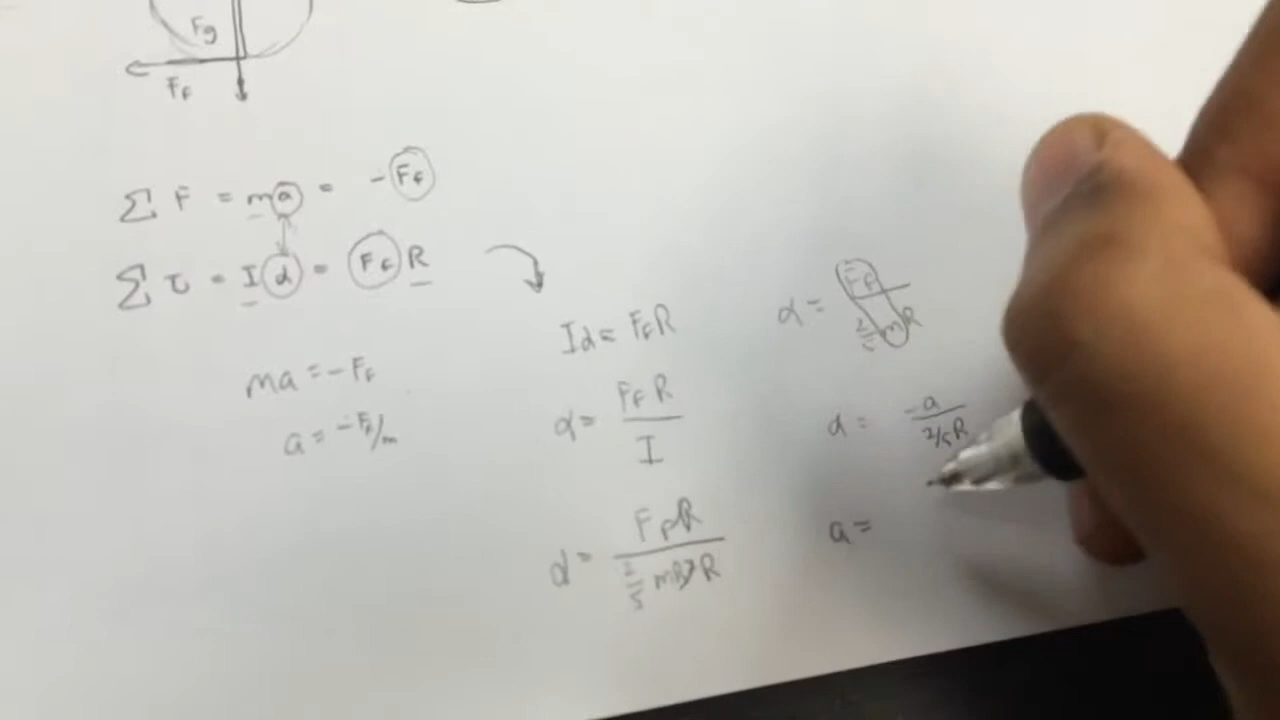 Fg
Ff
Σ F = ma = -Ff
Σ τ = Iα = Ff R
ma = -Ff
a = -Ff/m
Iα = Ff R
α = Ff R / I
α = Ff R / 2/5 mR² R
α = Ff / 2/5 mR
α = -a / 2/5 R
a =